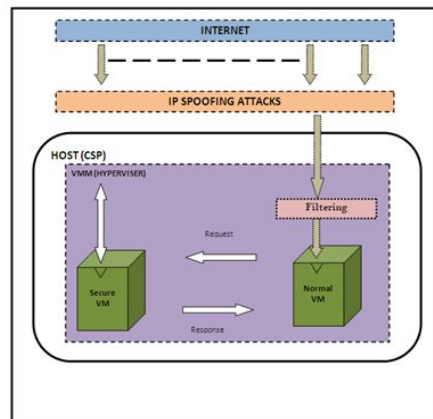 INTERNET
IP SPOOFING ATTACKS
HOST (CSP)
VMM (HYPERVISER)
Filtering
Request
Secure
VM
Normal
VM
Response